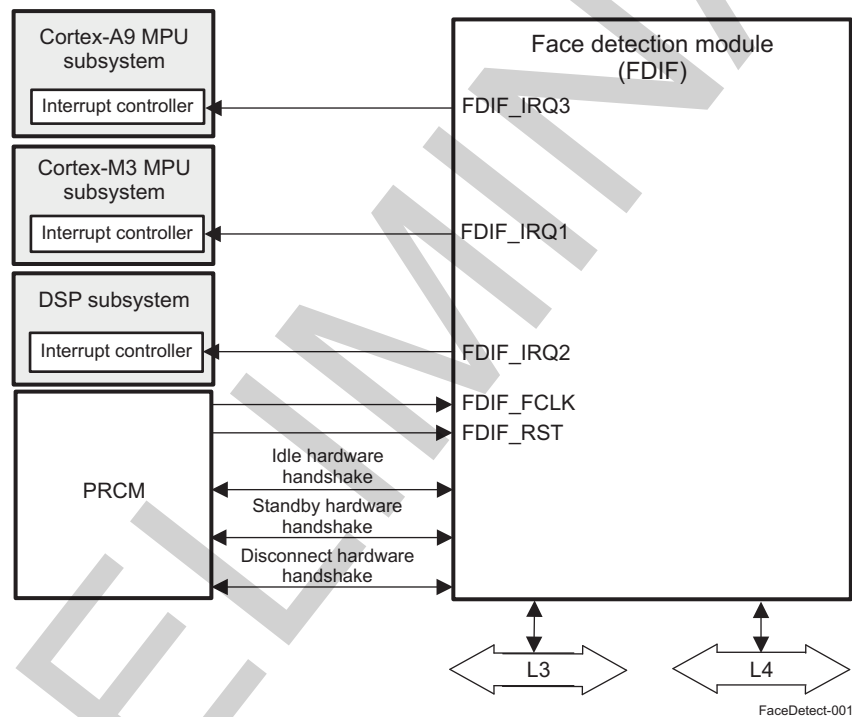 Cortex-A9 MPU
subsystem
Interrupt controller
Face detection module
(FDIF)
FDIF_IRQ3
Cortex-M3 MPU
subsystem
Interrupt controller
FDIF_IRQ1
DSP subsystem
Interrupt controller
FDIF_IRQ2
FDIF_FCLK
FDIF_RST
PRCM
Idle hardware
handshake
Standby hardware
handshake
Disconnect hardware
handshake
L3
L4
FaceDetect-001
ELIMINA